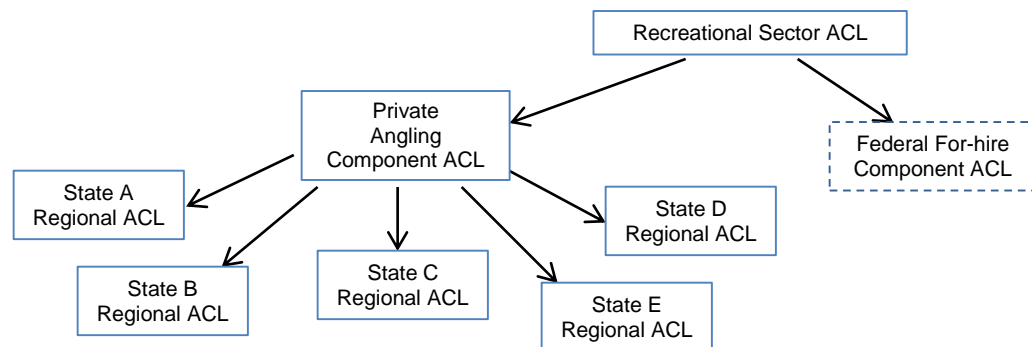 Recreational Sector ACL
Private
Angling
Component ACL
Federal For-hire
Component ACL
State A
Regional ACL
State B
Regional ACL
State C
Regional ACL
State D
Regional ACL
State E
Regional ACL